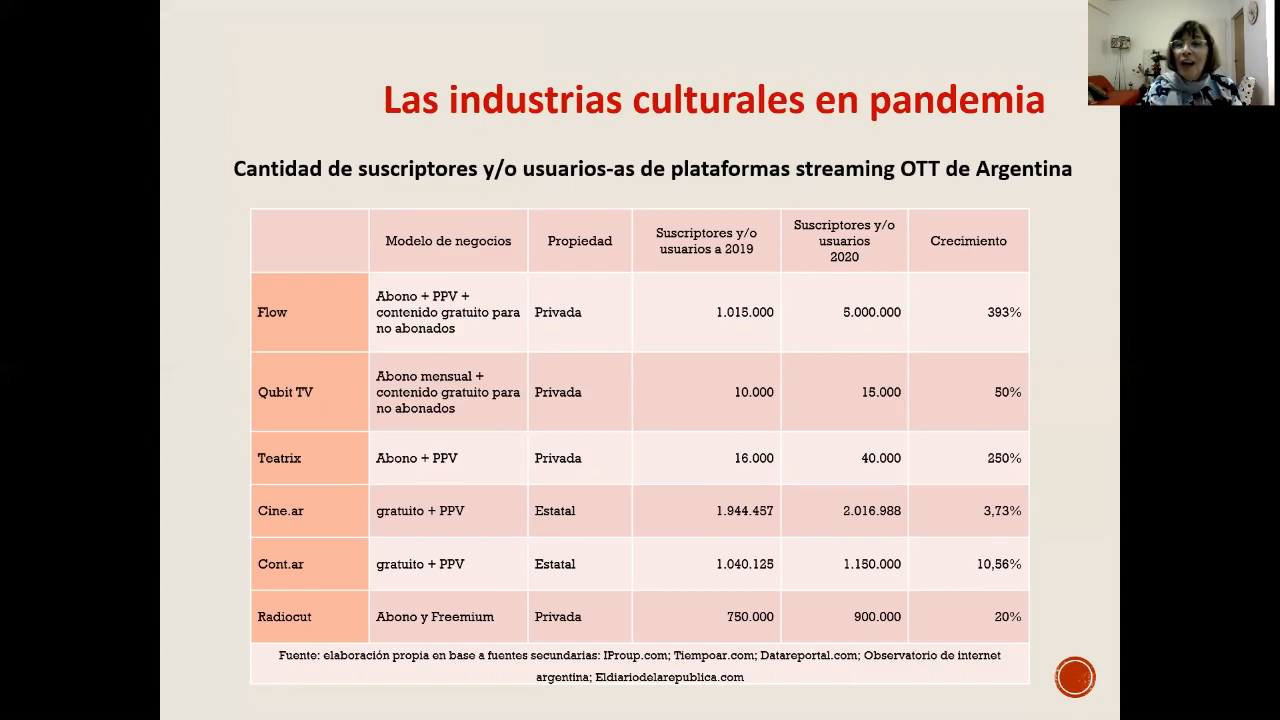 Las industrias culturales en pandemia
Cantidad de suscriptores y/o usuarios-as de plataformas streaming OTT de Argentina
Modelo de negocios
Propiedad
Suscriptores y/o
usuarios a 2019
Suscriptores y/o
usuarios
2020
Crecimiento
Flow
Abono + PPV +
contenido gratuito para
no abonados
Privada
1.015.000
5.000.000
393%
Qubit TV
Abono mensual +
contenido gratuito para
no abonados
Privada
10.000
15.000
50%
Teatrix
Abono + PPV
Privada
16.000
40.000
250%
Cine.ar
gratuito + PPV
Estatal
1.944.457
2.016.988
3,73%
Cont.ar
gratuito + PPV
Estatal
1.040.125
1.150.000
10,56%
Radiocut
Abono y Freemium
Privada
750.000
900.000
20%
Fuente: elaboración propia en base a fuentes secundarias: IProup.com; Tiempoar.com; Datareportal.com; Observatorio de internet
argentina; Eldiariodelarepublica.com